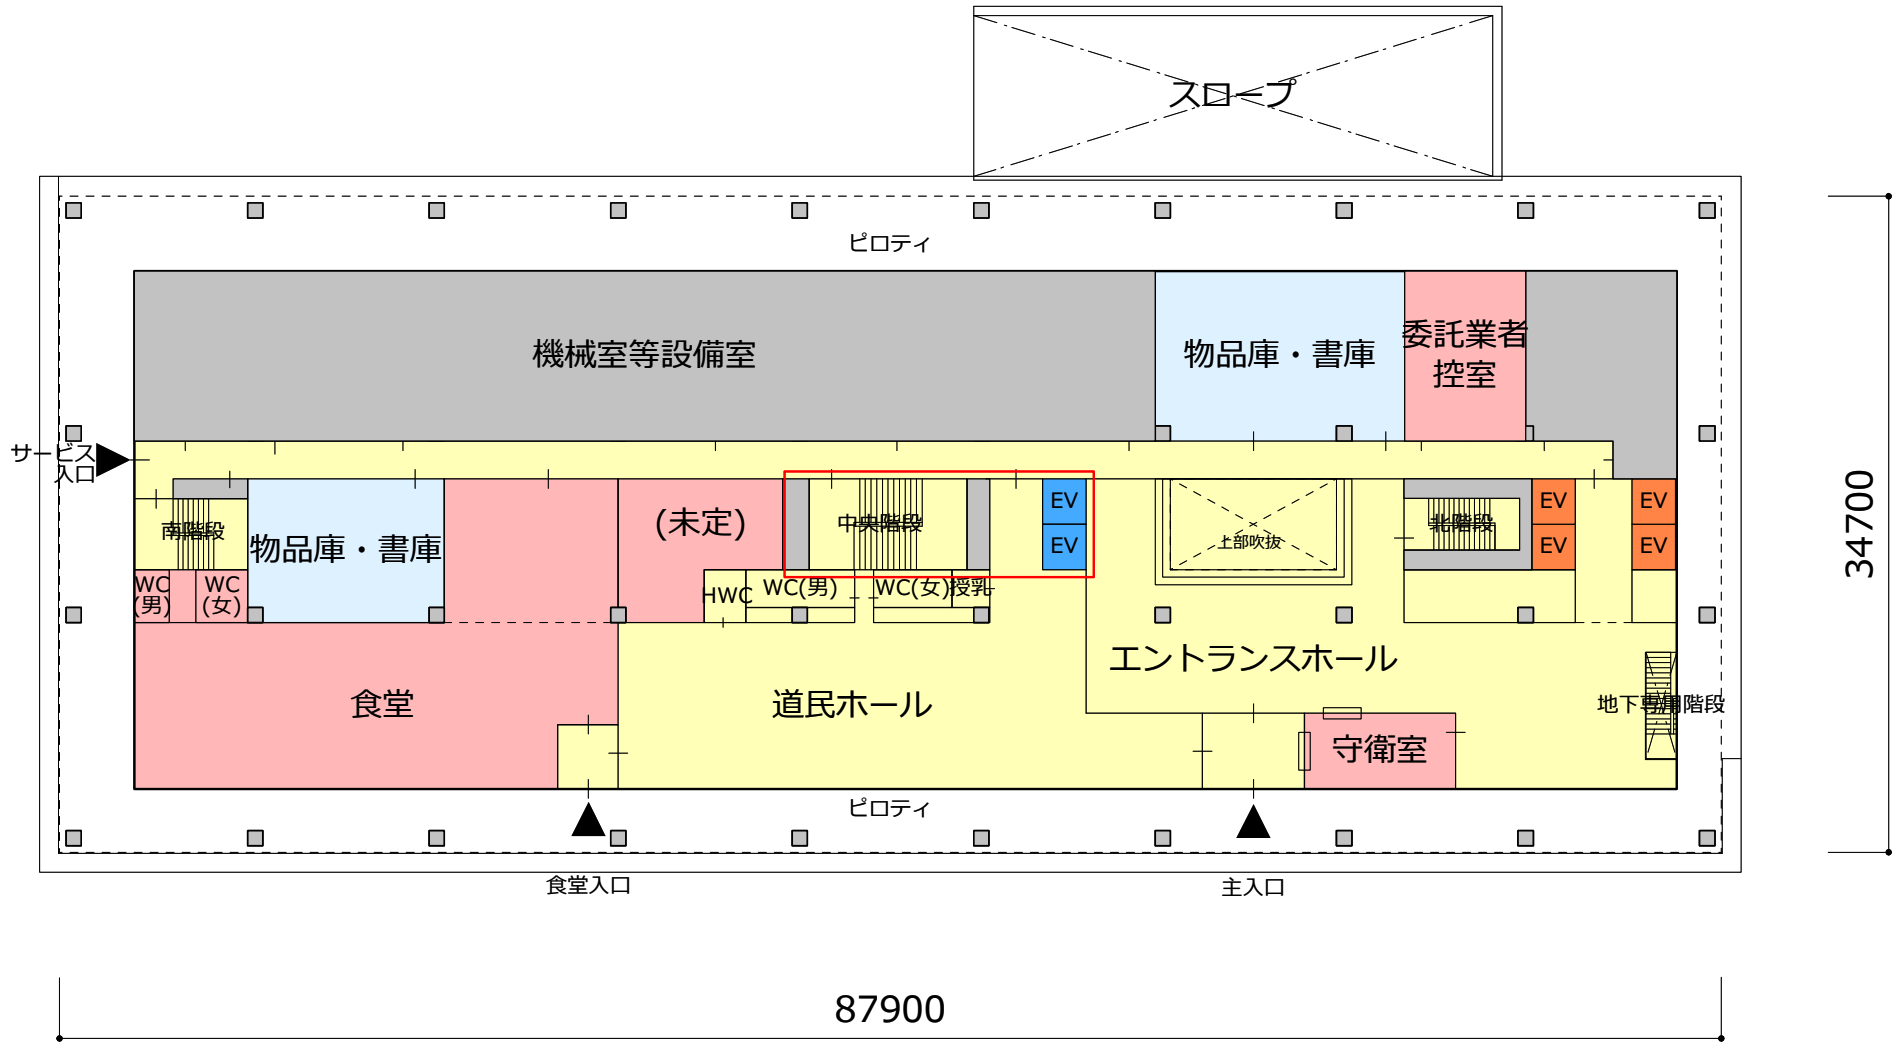 スロープ
ピロティ
機械室等設備室
物品庫・書庫
委託業者
控室
サービス
入口
南階段
物品庫・書庫
(未定)
中央階段
EV
EV
上部吹抜
北階段
EV
EV
EV
EV
WC
(男)
WC
(女)
HWC
WC(男)
WC(女)
授乳
エントランスホール
食堂
道民ホール
守衛室
地下専用階段
ピロティ
食堂入口
主入口
34700
87900